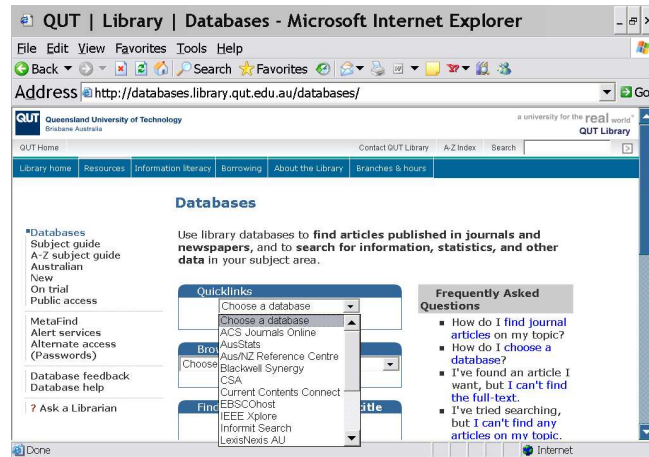 QUT | Library | Databases - Microsoft Internet Explorer
File Edit View Favorites Tools Help
Back Search Favorites
Address http://databases.library.qut.edu.au/databases/ Go
QUT Queensland University of Technology
Brisbane Australia
a university for the real world
QUT Library
QUT Home Contact QUT Library A-Z Index Search
Library home Resources Information literacy Borrowing About the Library Branches & hours
Databases
Databases
Subject guide
A-Z subject guide
Australian
New
On trial
Public access
MetaFind
Alert services
Alternate access
(Passwords)
Database feedback
Database help
? Ask a Librarian
Use library databases to find articles published in journals and
newspapers, and to search for information, statistics, and other
data in your subject area.
Quicklinks
Choose a database
Choose a database
ACS Journals Online
AusStats
Aus/NZ Reference Centre
Blackwell Synergy
CSA
Current Contents Connect
EBSCOhost
IEEE Xplore
Informit Search
LexisNexis AU
Choose
title
Frequently Asked
Questions
How do I find journal
articles on my topic?
How do I choose a
database?
I've found an article I
want, but I can't find
the full-text.
I've tried searching,
but I can't find any
articles on my topic.
Done Internet